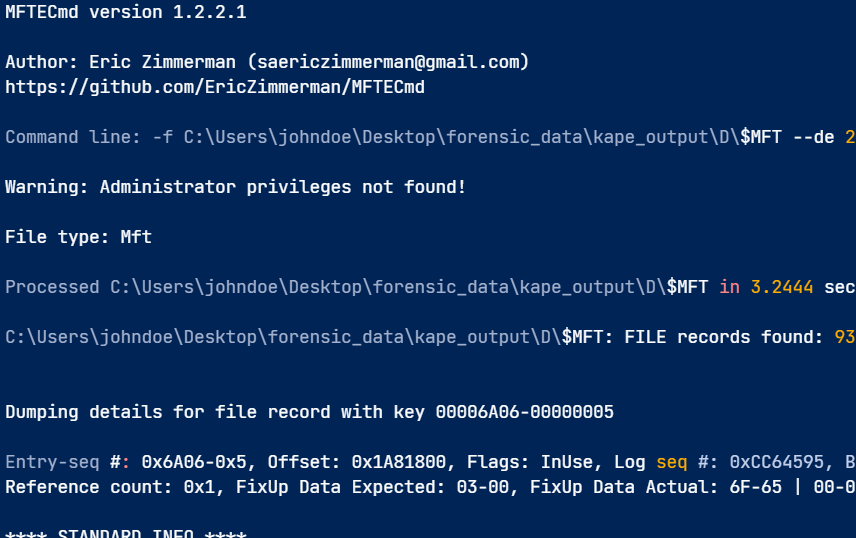 MFTECmd version 1.2.2.1
Author: Eric Zimmerman (saericzimmerman@gmail.com)
https://github.com/EricZimmerman/MFTECmd
Command line: -f C:\Users\johndoe\Desktop\forensic_data\kape_output\D\$MFT --de 2
Warning: Administrator privileges not found!
File type: Mft
Processed C:\Users\johndoe\Desktop\forensic_data\kape_output\D\$MFT in 3.2444 sec
C:\Users\johndoe\Desktop\forensic_data\kape_output\D\$MFT: FILE records found: 93
Dumping details for file record with key 00006A06-00000005
Entry-seq #: 0x6A06-0x5, Offset: 0x1A81800, Flags: InUse, Log seq #: 0xCC64595, B
Reference count: 0x1, FixUp Data Expected: 03-00, FixUp Data Actual: 6F-65 | 00-0
**** STANDARD INFO ****